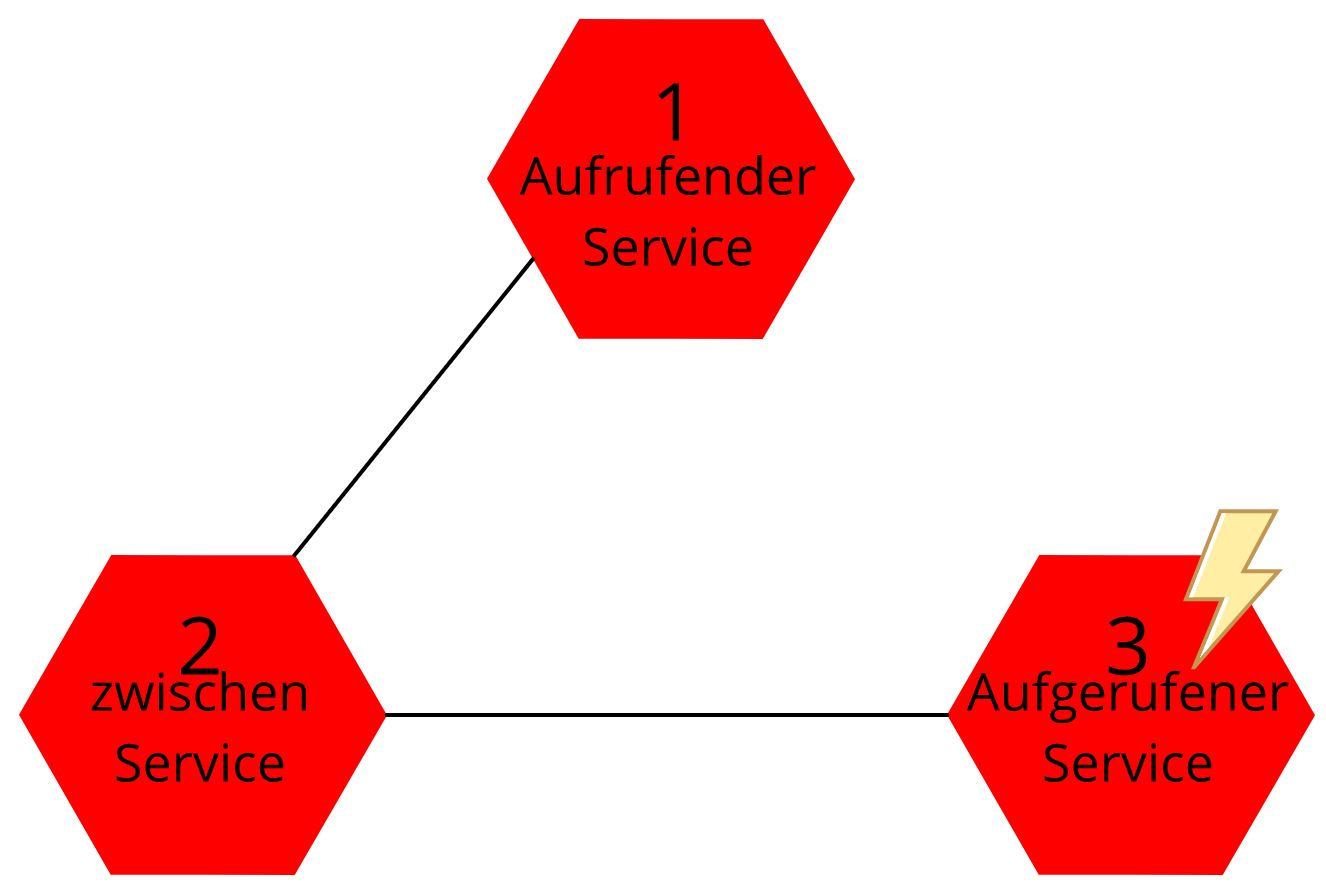 1
Aufrufender
Service
2
zwischen
Service
3
Aufgerufener
Service